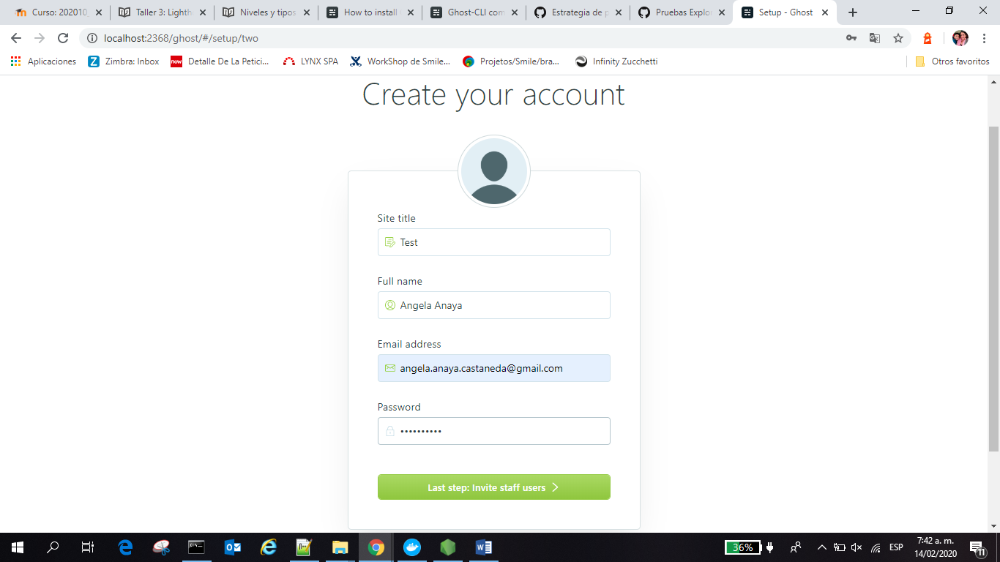 Curso: 202010_
Taller 3: Lighth
Niveles y tipos
How to install
Ghost-CLI com
Estrategia de p
Pruebas Explor
Setup - Ghost
localhost:2368/ghost/#/setup/two
Aplicaciones
Zimbra: Inbox
now
Detalle De La Petici...
LYNX SPA
WorkShop de Smile...
Projetos/Smile/bra...
Infinity Zucchetti
Otros favoritos
Create your account
Site title
Test
Full name
Angela Anaya
Email address
angela.anaya.castaneda@gmail.com
Password
••••••••••
Last step: Invite staff users
36%
ESP
7:42 a. m.
14/02/2020
11